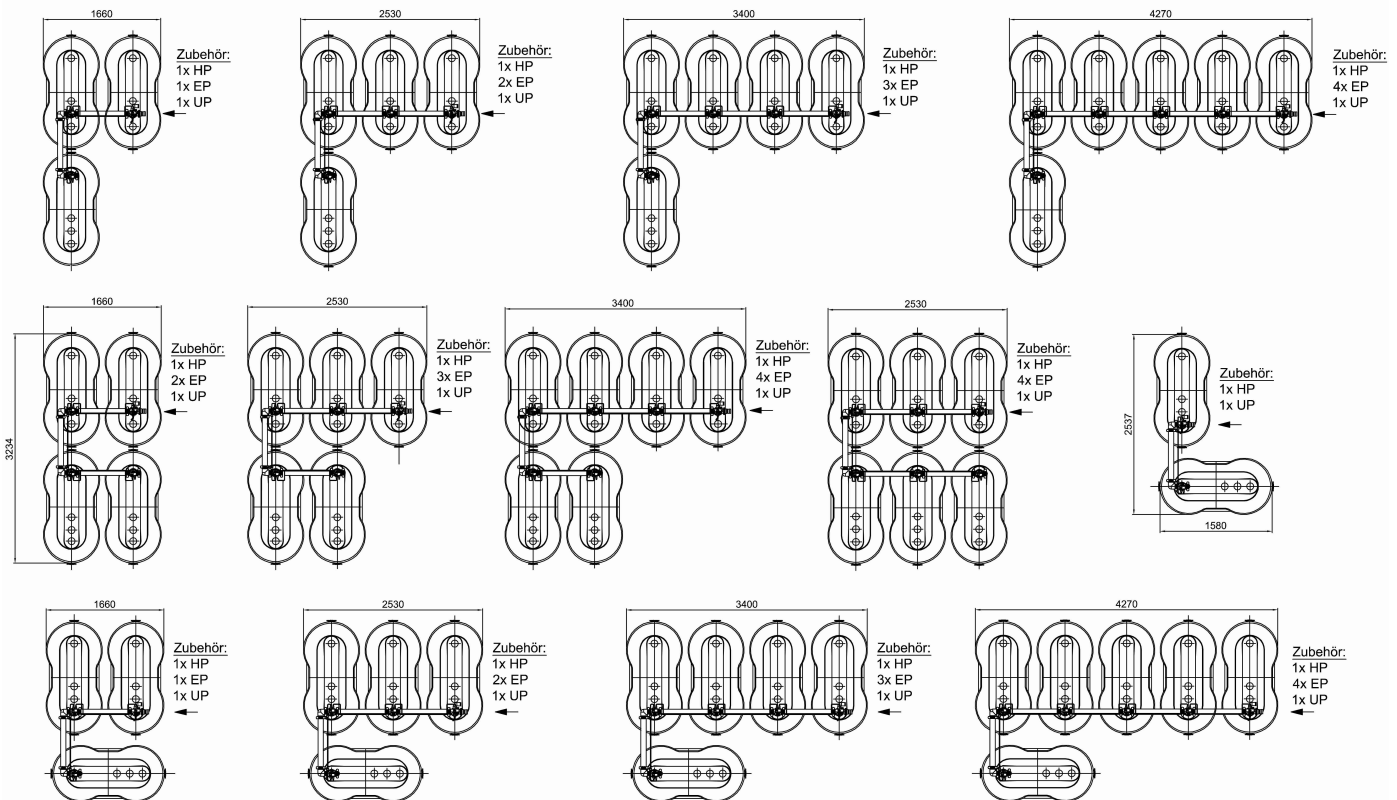 1660
Zubehör:
1x HP
1x EP
1x UP
2530
Zubehör:
1x HP
2x EP
1x UP
3400
Zubehör:
1x HP
3x EP
1x UP
4270
Zubehör:
1x HP
4x EP
1x UP
1660
3234
Zubehör:
1x HP
2x EP
1x UP
2530
Zubehör:
1x HP
3x EP
1x UP
3400
Zubehör:
1x HP
4x EP
1x UP
2530
Zubehör:
1x HP
4x EP
1x UP
2537
Zubehör:
1x HP
1x UP
1580
1660
Zubehör:
1x HP
1x EP
1x UP
2530
Zubehör:
1x HP
2x EP
1x UP
3400
Zubehör:
1x HP
3x EP
1x UP
4270
Zubehör:
1x HP
4x EP
1x UP